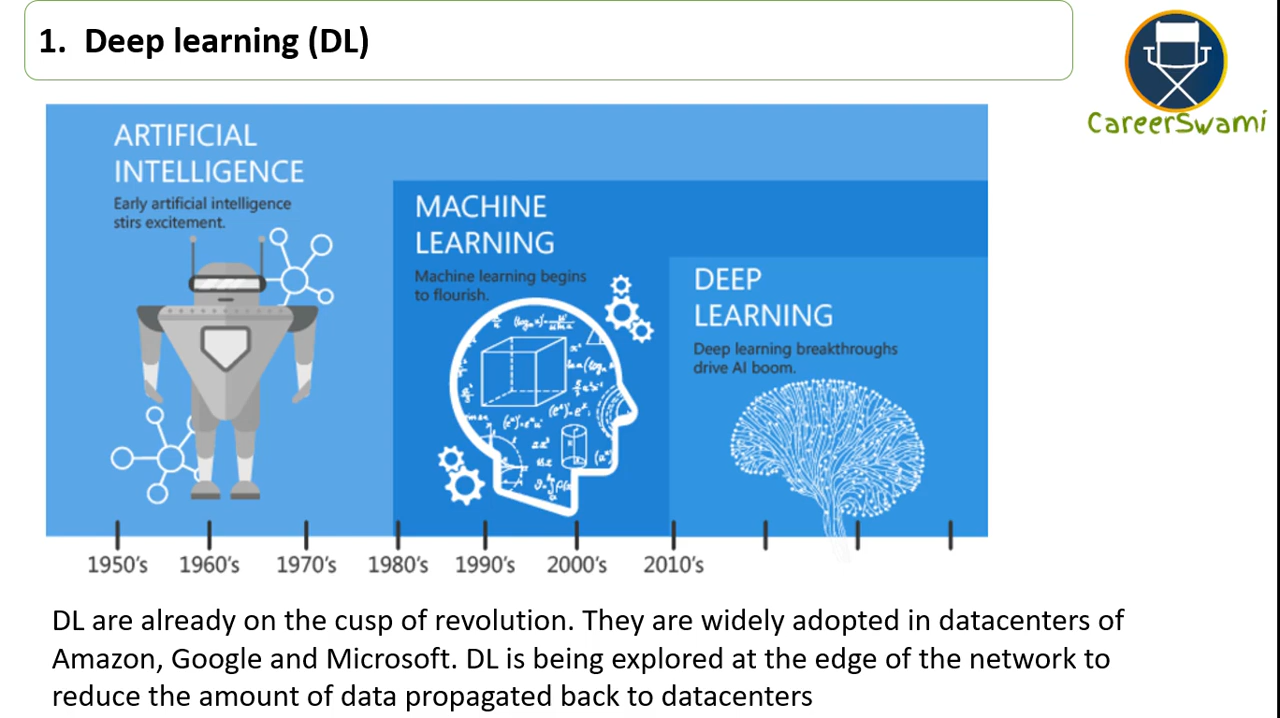 1. Deep learning (DL)
CareerSwami
ARTIFICIAL
INTELLIGENCE
Early artificial intelligence
stirs excitement.
MACHINE
LEARNING
Machine learning begins
to flourish.
DEEP
LEARNING
Deep learning breakthroughs
drive AI boom.
1950's 1960's 1970's 1980's 1990's 2000's 2010's
DL are already on the cusp of revolution. They are widely adopted in datacenters of
Amazon, Google and Microsoft. DL is being explored at the edge of the network to
reduce the amount of data propagated back to datacenters